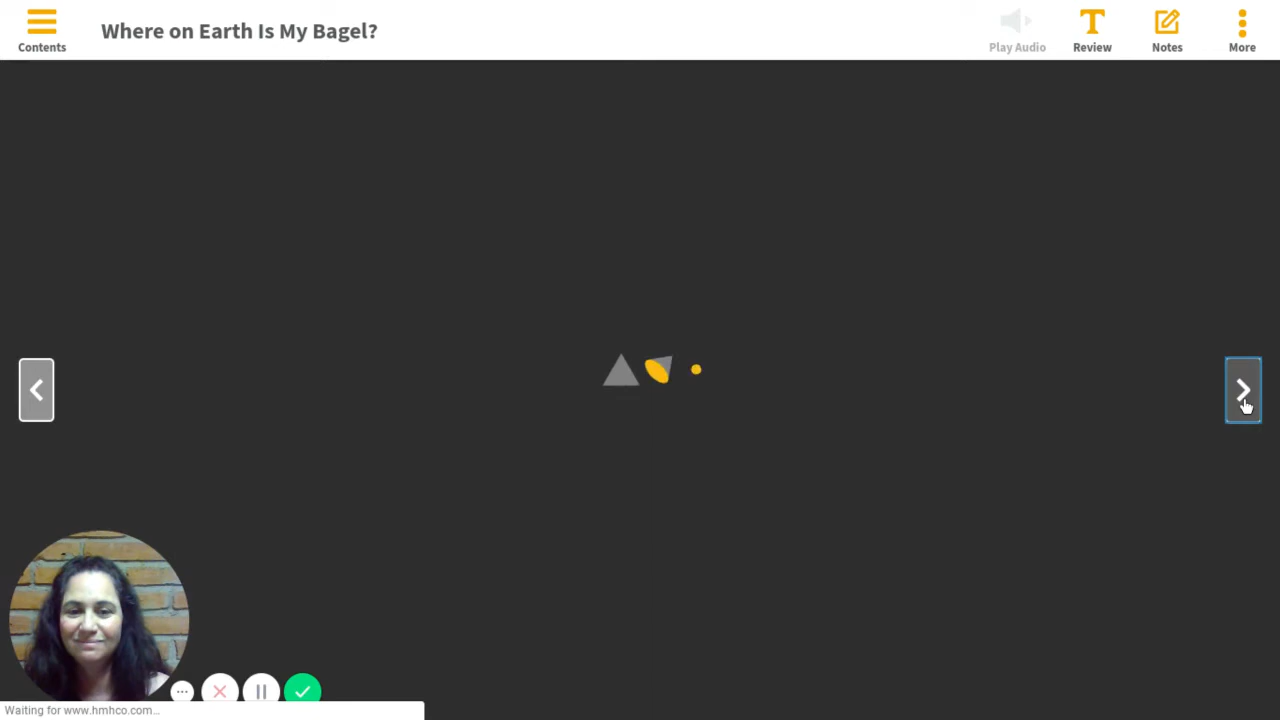 Contents
Where on Earth Is My Bagel?
Play Audio
Review
Notes
More
Waiting for www.hmhco.com...